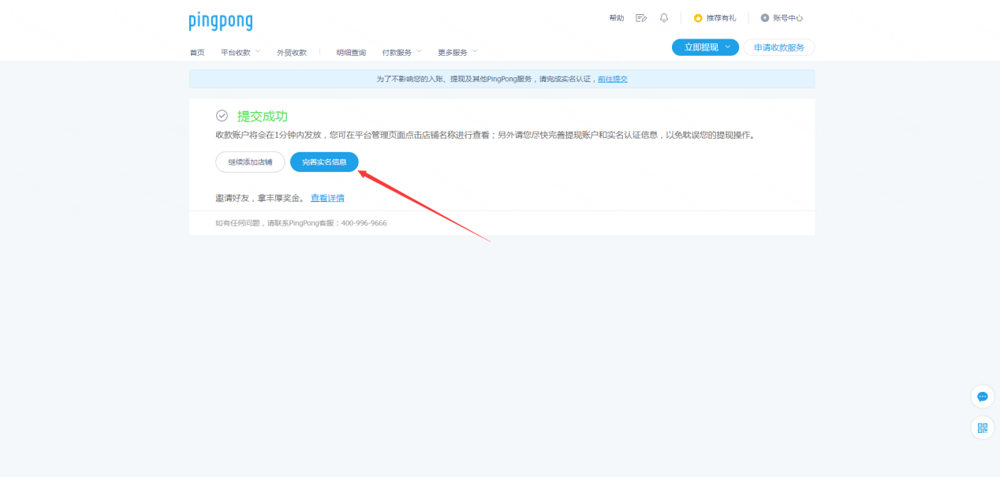 pingpong
帮助
推荐有礼
账号中心
首页 平台收款 外贸收款 明细查询 付款服务 更多服务
立即提现
申请收款服务
为了不影响您的入账、提现及其他PingPong服务，请完成实名认证，前往提交
提交成功
收款账户将会在1分钟内发放，您可在平台管理页面点击店铺名称进行查看；另外请您尽快完善提现账户和实名认证信息，以免耽误您的提现操作。
继续添加店铺
完善实名信息
邀请好友，拿丰厚奖金。 查看详情
如有任何问题，请联系PingPong客服：400-996-9666